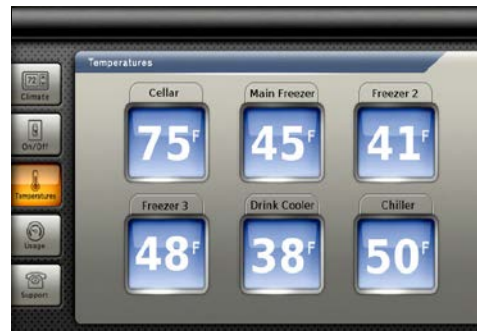 Temperatures
Cellar
Main Freezer
Freezer 2
75F
45F
41F
Freezer 3
Drink Cooler
Chiller
48F
38F
50F
72
Climate
On/Off
Temperatures
Usage
Support